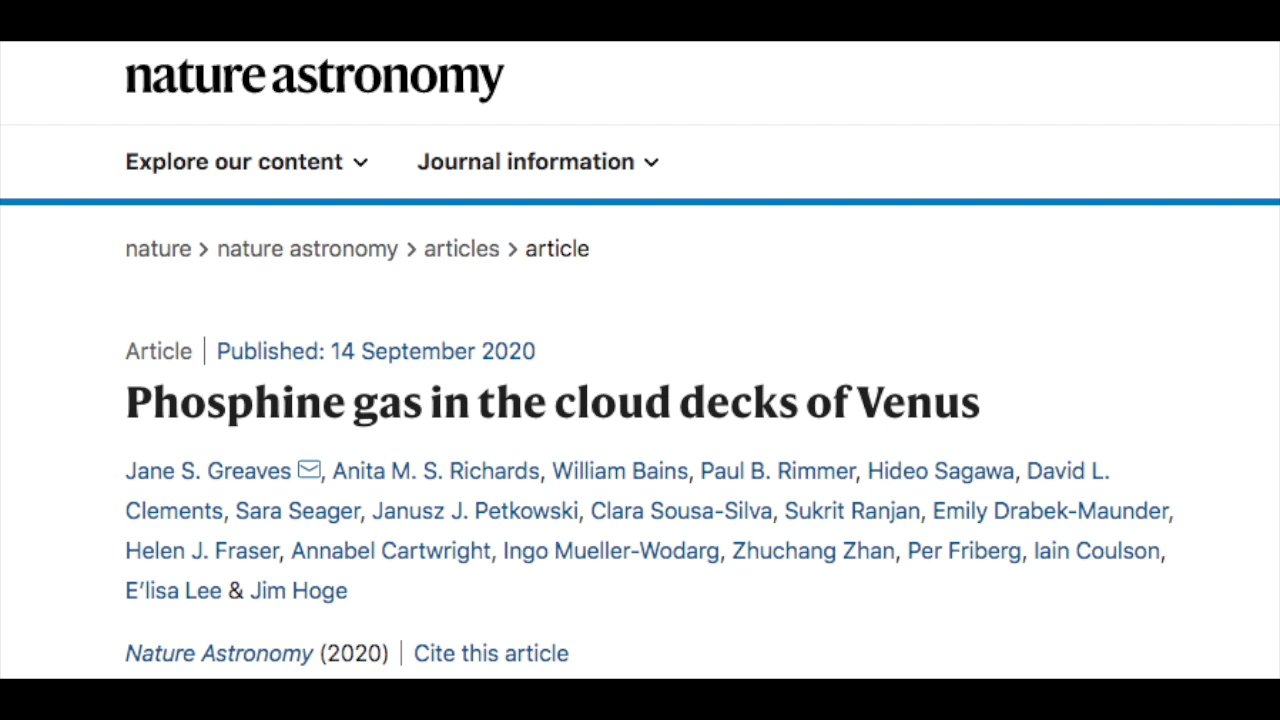 nature astronomy
Explore our content Journal information
nature > nature astronomy > articles > article
Article | Published: 14 September 2020
Phosphine gas in the cloud decks of Venus
Jane S. Greaves, Anita M. S. Richards, William Bains, Paul B. Rimmer, Hideo Sagawa, David L.
Clements, Sara Seager, Janusz J. Petkowski, Clara Sousa-Silva, Sukrit Ranjan, Emily Drabek-Maunder,
Helen J. Fraser, Annabel Cartwright, Ingo Mueller-Wodarg, Zhuchang Zhan, Per Friberg, Iain Coulson,
E’lisa Lee & Jim Hoge
Nature Astronomy (2020) | Cite this article